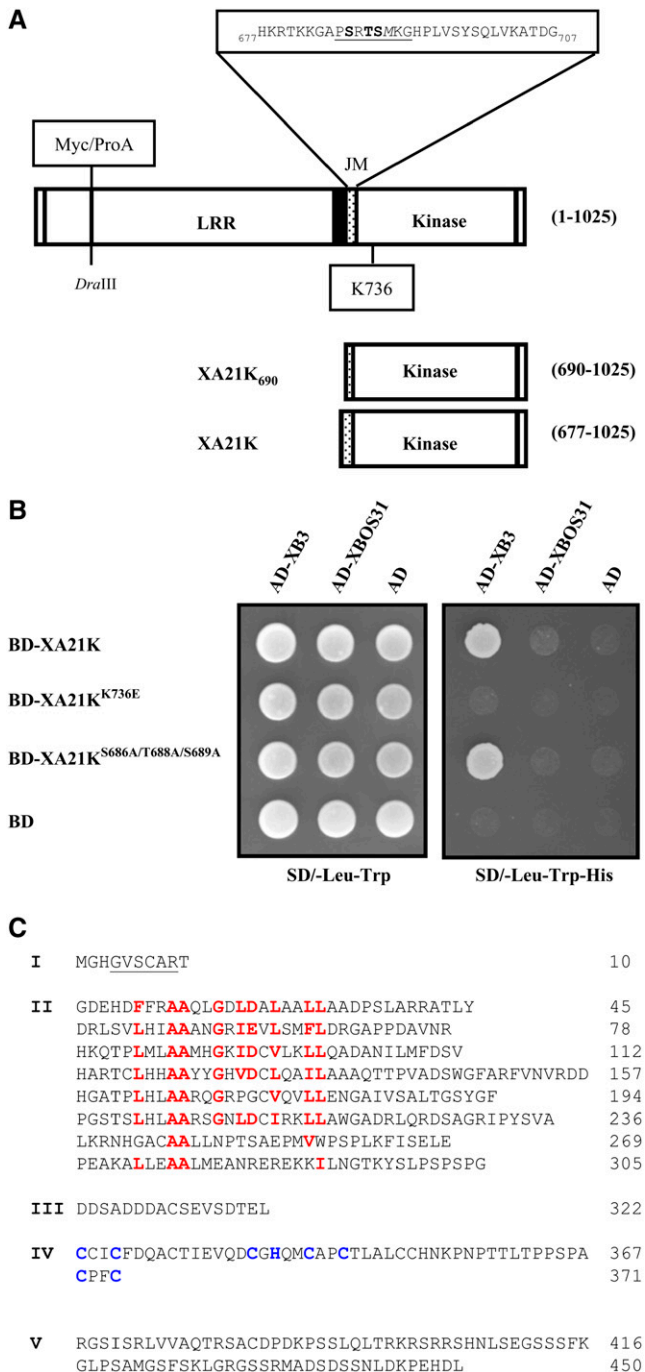 A
677HKRTKKGAPSRTSMKGHPLVSYSQLVKATDG707
Myc/ProA
JM
LRR
Kinase
(1-1025)
DraIII
K736
XA21K690
Kinase
(690-1025)
XA21K
Kinase
(677-1025)
B
AD-XB3
AD-XBOS31
AD
AD-XB3
AD-XBOS31
AD
BD-XA21K
BD-XA21KK736E
BD-XA21KS686A/T688A/S689A
BD
SD/-Leu-Trp
SD/-Leu-Trp-His
C
I MGHGVSCART 10
II GDEHDFFRAAQLGDLDALAALLAADPSLARRATLY 45
DRLSVLHIAAANGRIEVLSMFLDRGAPPDAVNR 78
HKQTPLMLAAMHGKIDCVLKLLQADANILMFDSV 112
HARTCLHHAAYYGHVDCLQAILAAAQTTPVADSWGFARFVNVRDD 157
HGATPLHLAARQGRPGCVQVLLENGAIVSALTGSYGF 194
PGSTSLHLAARSGNLDCIRKLLAWGADRLQRDSAGRIPYSVA 236
LKRNHGACAALLNPTSAEPMVWPSPLKFISELE 269
PEAKALLEAALMEANREREKKILNGTKYSLPSPSPG 305
III DDSADDDACSEVSDTEL 322
IV CCICFDQACTIEVQDCGHQMCAPCTLALCCHNKPNPTTLTPPSPA 367
CPFC 371
V RGSISRLVVAQTRSACDPDKPSSLQLTRKRSRRSHNLSEGSSSFK 416
GLPSAMGSFSKLGRGSSRMADSDSSNLDKPEHDL 450